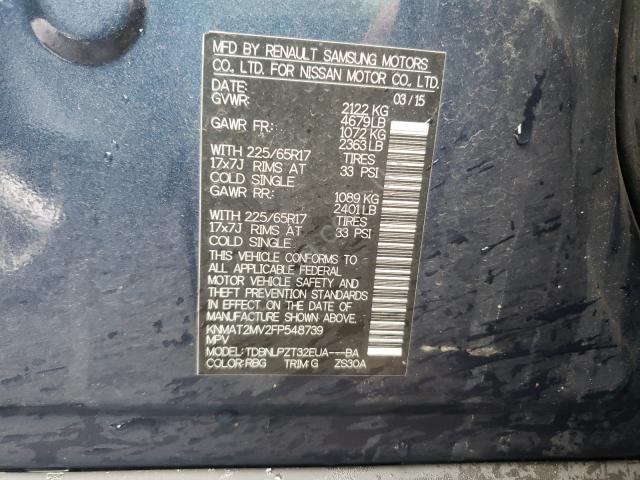 MFD BY RENAULT SAMSUNG MOTORS
CO., LTD. FOR NISSAN MOTOR CO., LTD.
DATE: 03/15
GVWR: 2122 KG
4679LB
GAWR FR: 1072 KG
2363 LB
WITH 225/65R17 TIRES
17x7J RIMS AT 33 PSI
COLD SINGLE
GAWR RR: 1089 KG
2401 LB
WITH 225/65R17 TIRES
17x7J RIMS AT 33 PSI
COLD SINGLE
THIS VEHICLE CONFORMS TO
ALL APPLICABLE FEDERAL
MOTOR VEHICLE SAFETY AND
THEFT PREVENTION STANDARDS
IN EFFECT ON THE DATE OF
MANUFACTURE SHOWN ABOVE.
KNMAT2MV2FP548739
MPV
MODEL: TDBNLPZT32EUA---BA
COLOR: RBG TRIM: G ZS30A